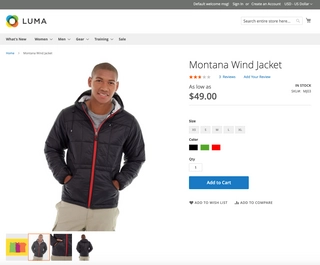 Default welcome msg! Sign In or Create an Account USD - US Dollar
LUMA
Search entire store here...
What's New Women Men Gear Training Sale
Home > Montana Wind Jacket
Montana Wind Jacket
2 Reviews Add Your Review
As low as
$49.00
IN STOCK
SKU#: MJ03
Size
XS S M L XL
Color
Qty
1
Add to Cart
ADD TO WISH LIST ADD TO COMPARE